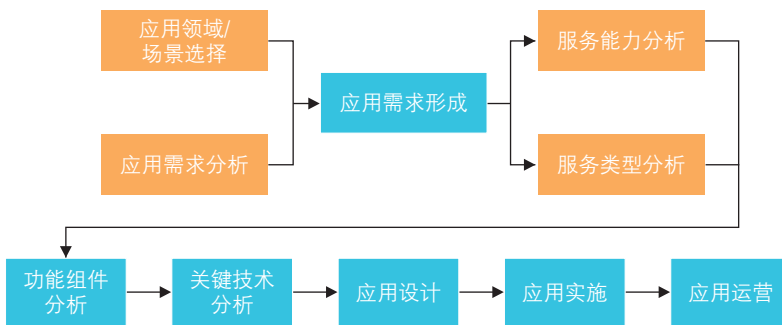 应用领域/
场景选择
应用需求分析
应用需求形成
服务能力分析
服务类型分析
功能组件
分析
关键技术
分析
应用设计
应用实施
应用运营